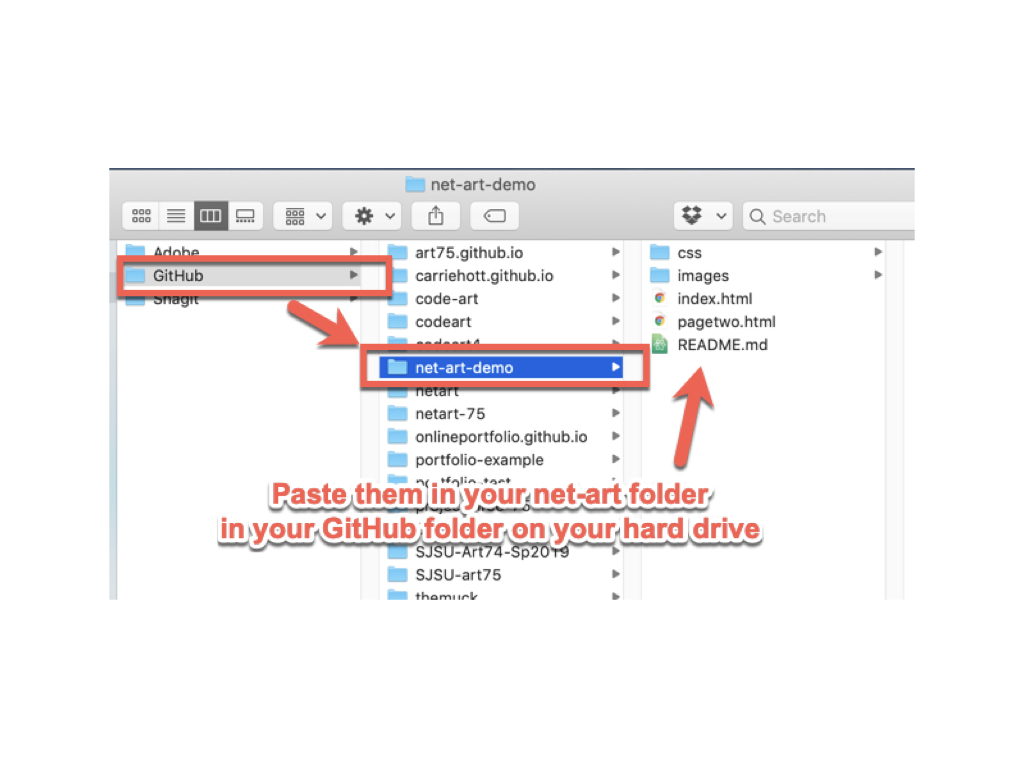 net-art-demo
Search
Adobe
GitHub
Snagit
art75.github.io
carriehott.github.io
code-art
codeart
net-art-demo
netart
netart-75
onlineportfolio.github.io
portfolio-example
portfolio-test
SJSU-Art74-Sp2019
SJSU-art75
themuck
css
images
index.html
pagetwo.html
README.md
Paste them in your net-art folder
in your GitHub folder on your hard drive